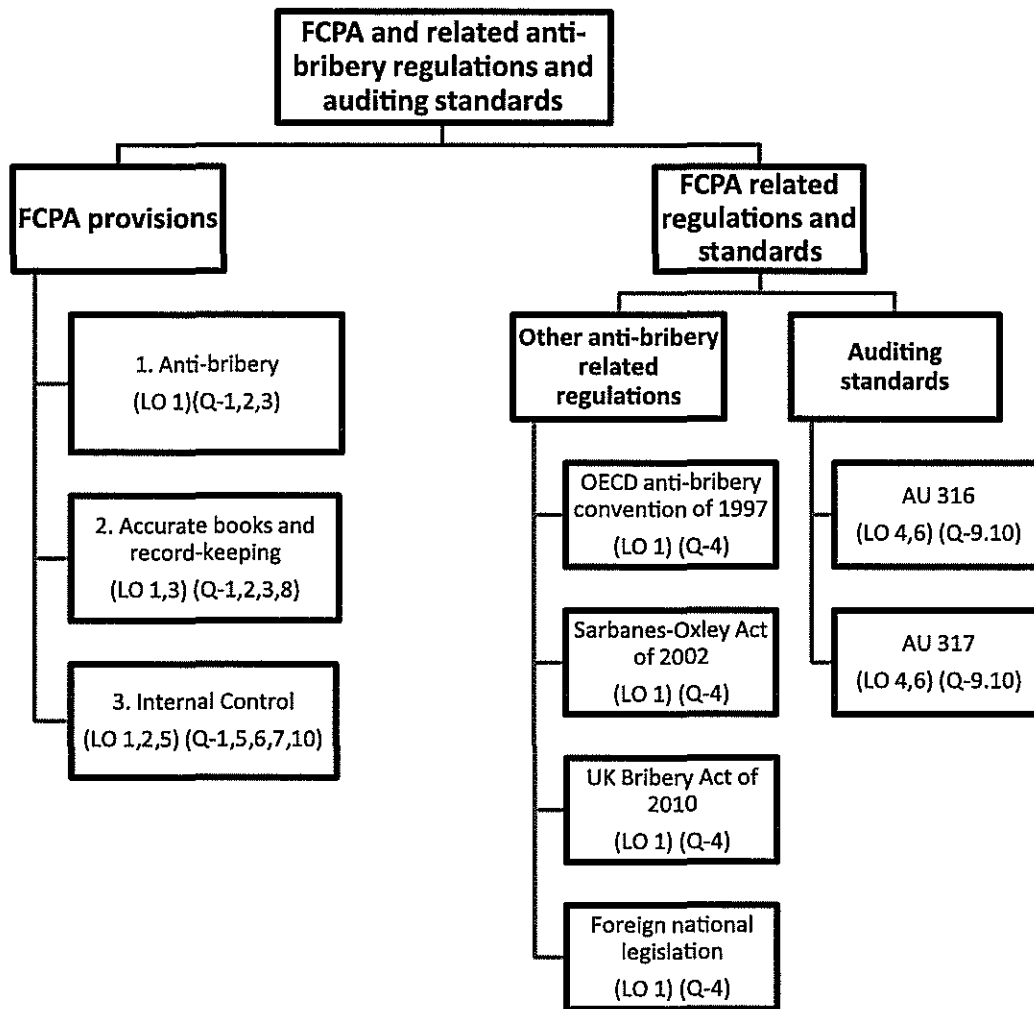 FCPA and related anti-
bribery regulations and
auditing standards
FCPA provisions
1. Anti-bribery
(LO 1)(Q-1,2,3)
2. Accurate books and
record-keeping
(LO 1,3) (Q-1,2,3,8)
3. Internal Control
(LO 1,2,5) (Q-1,5,6,7,10)
FCPA related
regulations and
standards
Other anti-bribery
related
regulations
OECD anti-bribery
convention of 1997
(LO 1) (Q-4)
Sarbanes-Oxley Act
of 2002
(LO 1) (Q-4)
UK Bribery Act of
2010
(LO 1) (Q-4)
Foreign national
legislation
(LO 1) (Q-4)
Auditing
standards
AU 316
(LO 4,6) (Q-9.10)
AU 317
(LO 4,6) (Q-9.10)